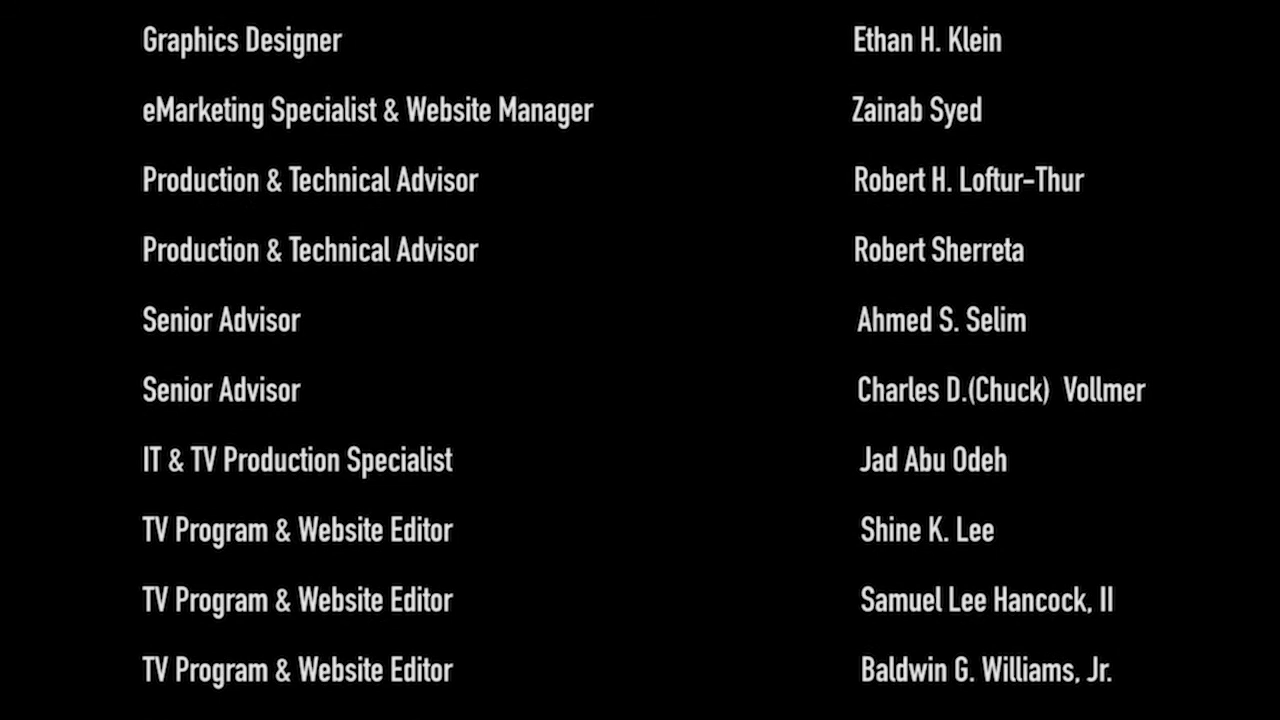 Graphics Designer Ethan H. Klein
eMarketing Specialist & Website Manager Zainab Syed
Production & Technical Advisor Robert H. Loftur-Thur
Production & Technical Advisor Robert Sherreta
Senior Advisor Ahmed S. Selim
Senior Advisor Charles D.(Chuck) Vollmer
IT & TV Production Specialist Jad Abu Odeh
TV Program & Website Editor Shine K. Lee
TV Program & Website Editor Samuel Lee Hancock, II
TV Program & Website Editor Baldwin G. Williams, Jr.